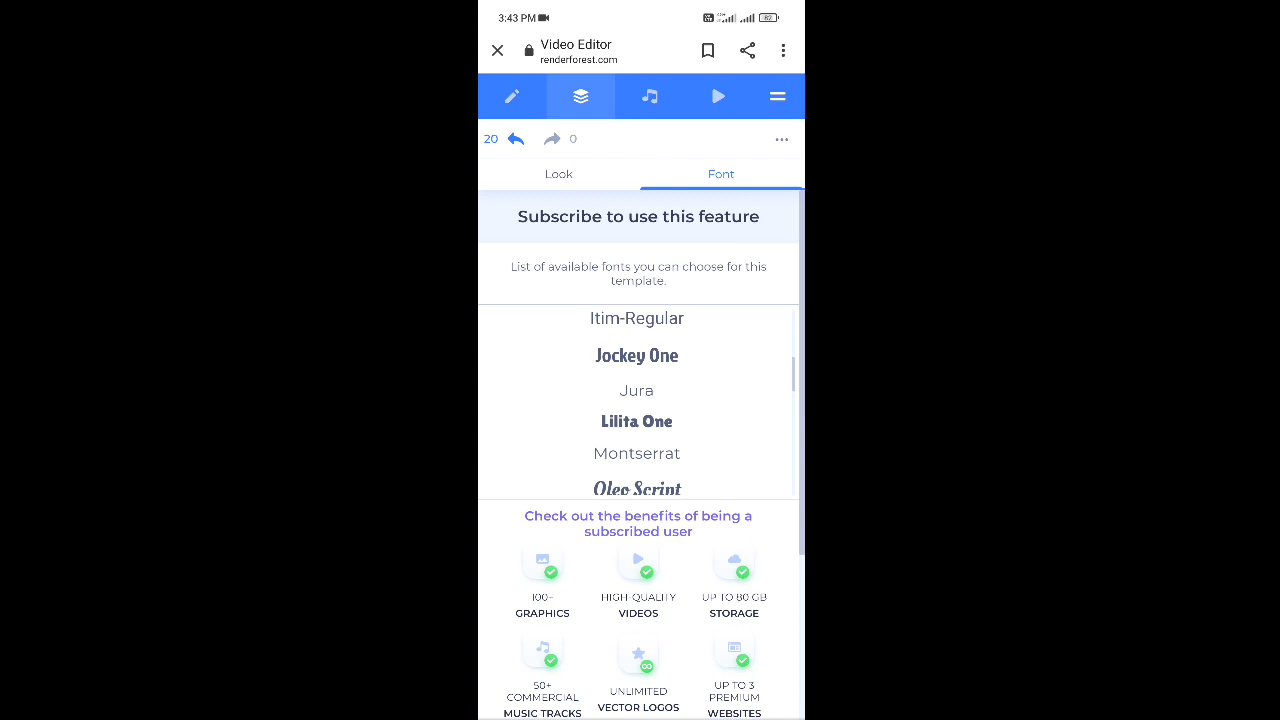 3:43 PM
82
Video Editor
renderforest.com
20
0
Look
Font
Subscribe to use this feature
List of available fonts you can choose for this
template.
Itim-Regular
Jockey One
Jura
Lilita One
Montserrat
Oleo Script
Check out the benefits of being a
subscribed user
100+
GRAPHICS
HIGH-QUALITY
VIDEOS
UP TO 80 GB
STORAGE
50+
COMMERCIAL
MUSIC TRACKS
UNLIMITED
VECTOR LOGOS
UP TO 3
PREMIUM
WEBSITES